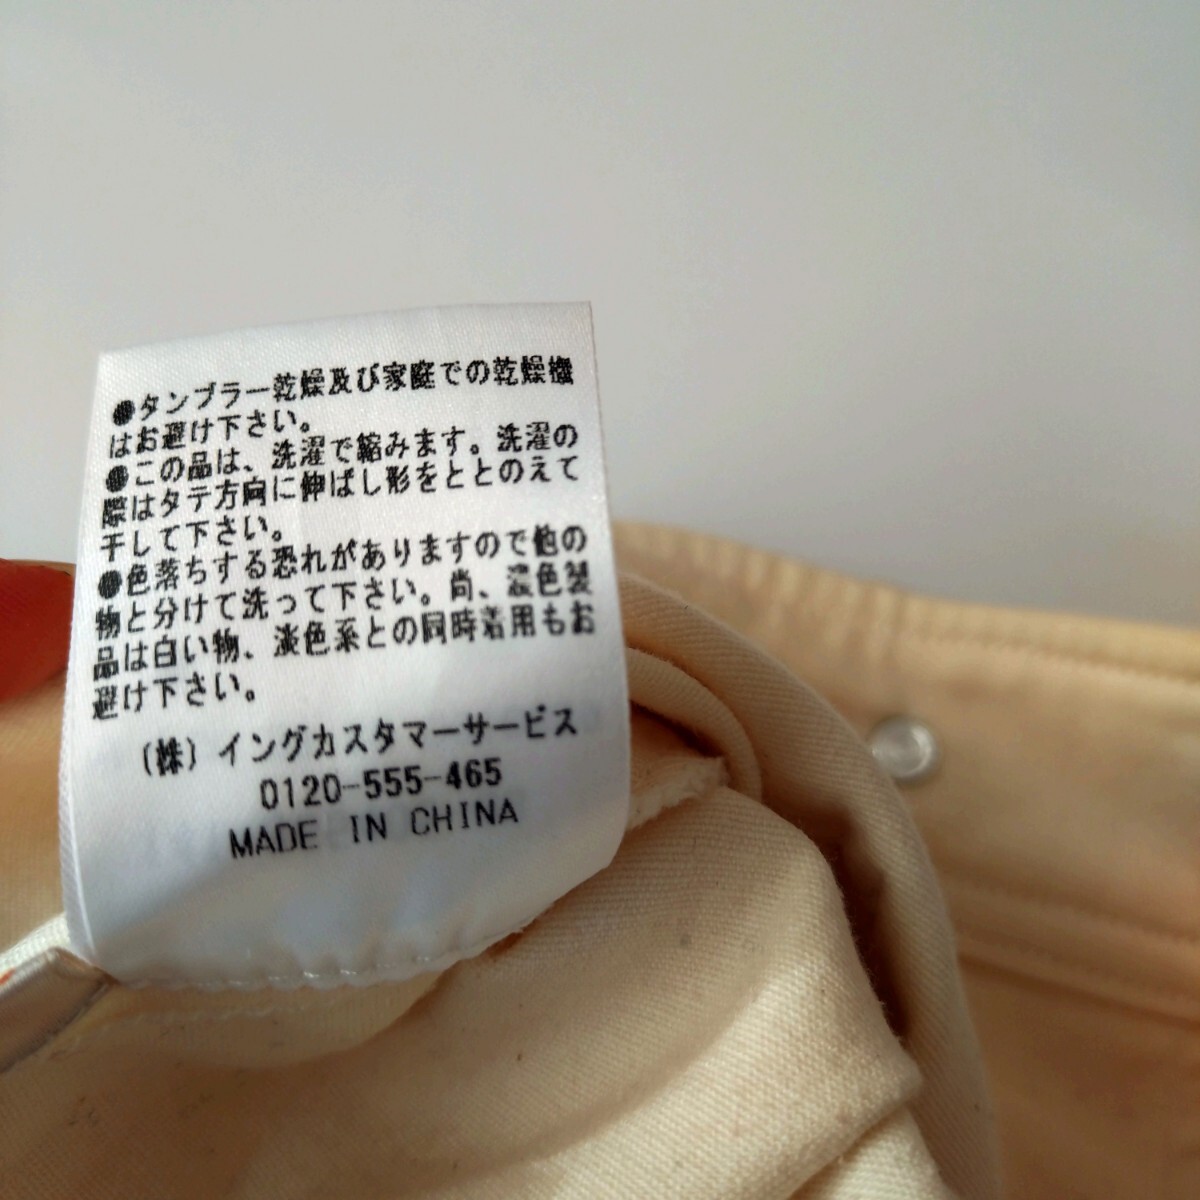 ●タンブラー乾燥及び家庭での乾燥機
はお避け下さい。
●この品は、洗濯で縮みます。洗濯の
際はタテ方向に伸ばし形をととのえて
干して下さい。
●色落ちする恐れがありますので他の
物と分けて洗って下さい。尚、濃色製
品は白い物、淡色系との同時着用もお
避け下さい。
(株)イングカスタマーサービス
0120-555-465
MADE IN CHINA